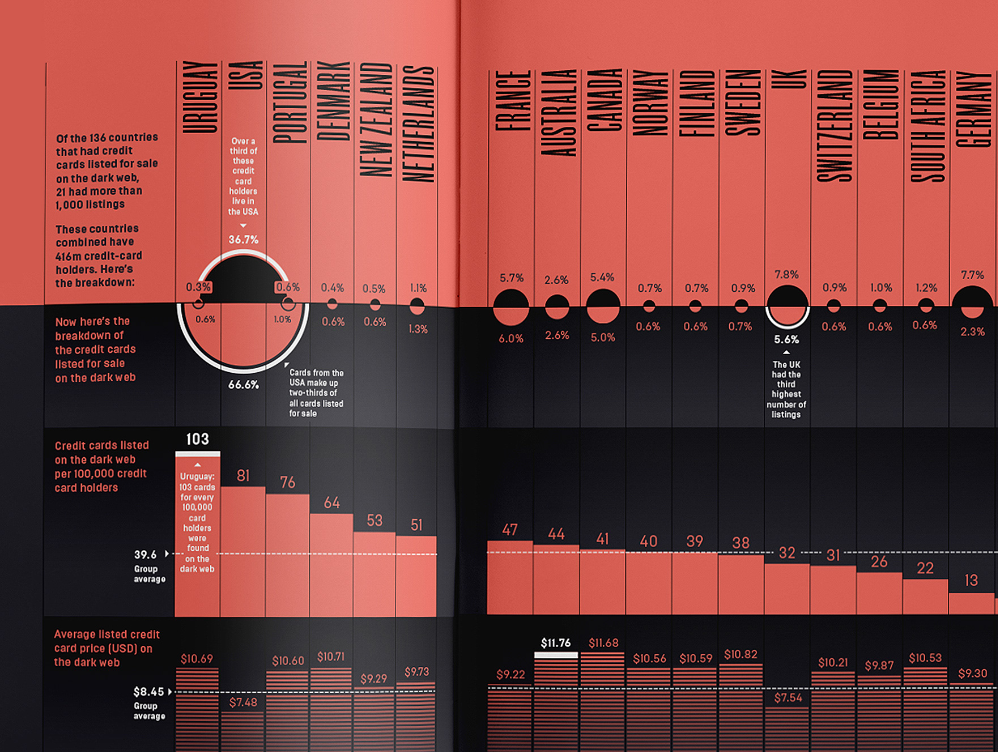 URUGUAY
USA
PORTUGAL
DENMARK
NEW ZEALAND
NETHERLANDS
FRANCE
AUSTRALIA
CANADA
NORWAY
FINLAND
SWEDEN
UK
SWITZERLAND
BELGIUM
SOUTH AFRICA
GERMANY
Of the 136 countries
that had credit
cards listed for sale
on the dark web,
21 had more than
1,000 listings
These countries
combined have
416m credit-card
holders. Here's
the breakdown:
Over a
third of
these
credit
card
holders
live in
the USA
36.7%
0.3%
0.6%
0.4%
0.5%
1.1%
5.7%
2.6%
5.4%
0.7%
0.7%
0.9%
7.8%
0.9%
1.0%
1.2%
7.7%
Now here's the
breakdown of
the credit cards
listed for sale
on the dark web
0.6%
66.6%
1.0%
0.6%
0.6%
1.3%
6.0%
2.6%
5.0%
0.6%
0.6%
0.7%
5.6%
0.6%
0.6%
0.6%
2.3%
Cards from the
USA make up
two-thirds of
all cards listed
for sale
The UK
had the
third
highest
number of
listings
Credit cards listed
on the dark web
per 100,000 credit
card holders
103
81
76
64
53
51
47
44
41
40
39
38
32
31
26
22
13
Uruguay:
103 cards
for every
100,000
card
holders
were
found
on the
dark web
39.6
Group
average
Average listed credit
card price (USD) on
the dark web
$10.69
$7.48
$10.60
$10.71
$9.29
$9.73
$9.22
$11.76
$11.68
$10.56
$10.59
$10.82
$7.54
$10.21
$9.87
$10.53
$9.30
$8.45
Group
average